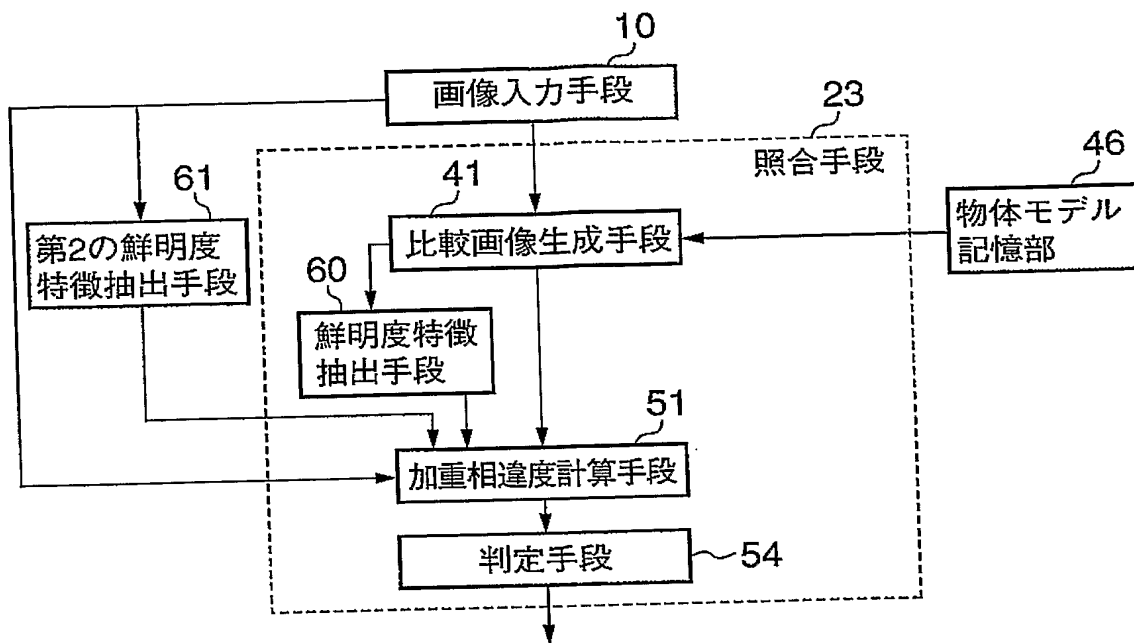 10
画像入力手段
23
照合手段
61
第2の鮮明度
特徴抽出手段
41
比較画像生成手段
46
物体モデル
記憶部
60
鮮明度特徴
抽出手段
51
加重相違度計算手段
判定手段
54